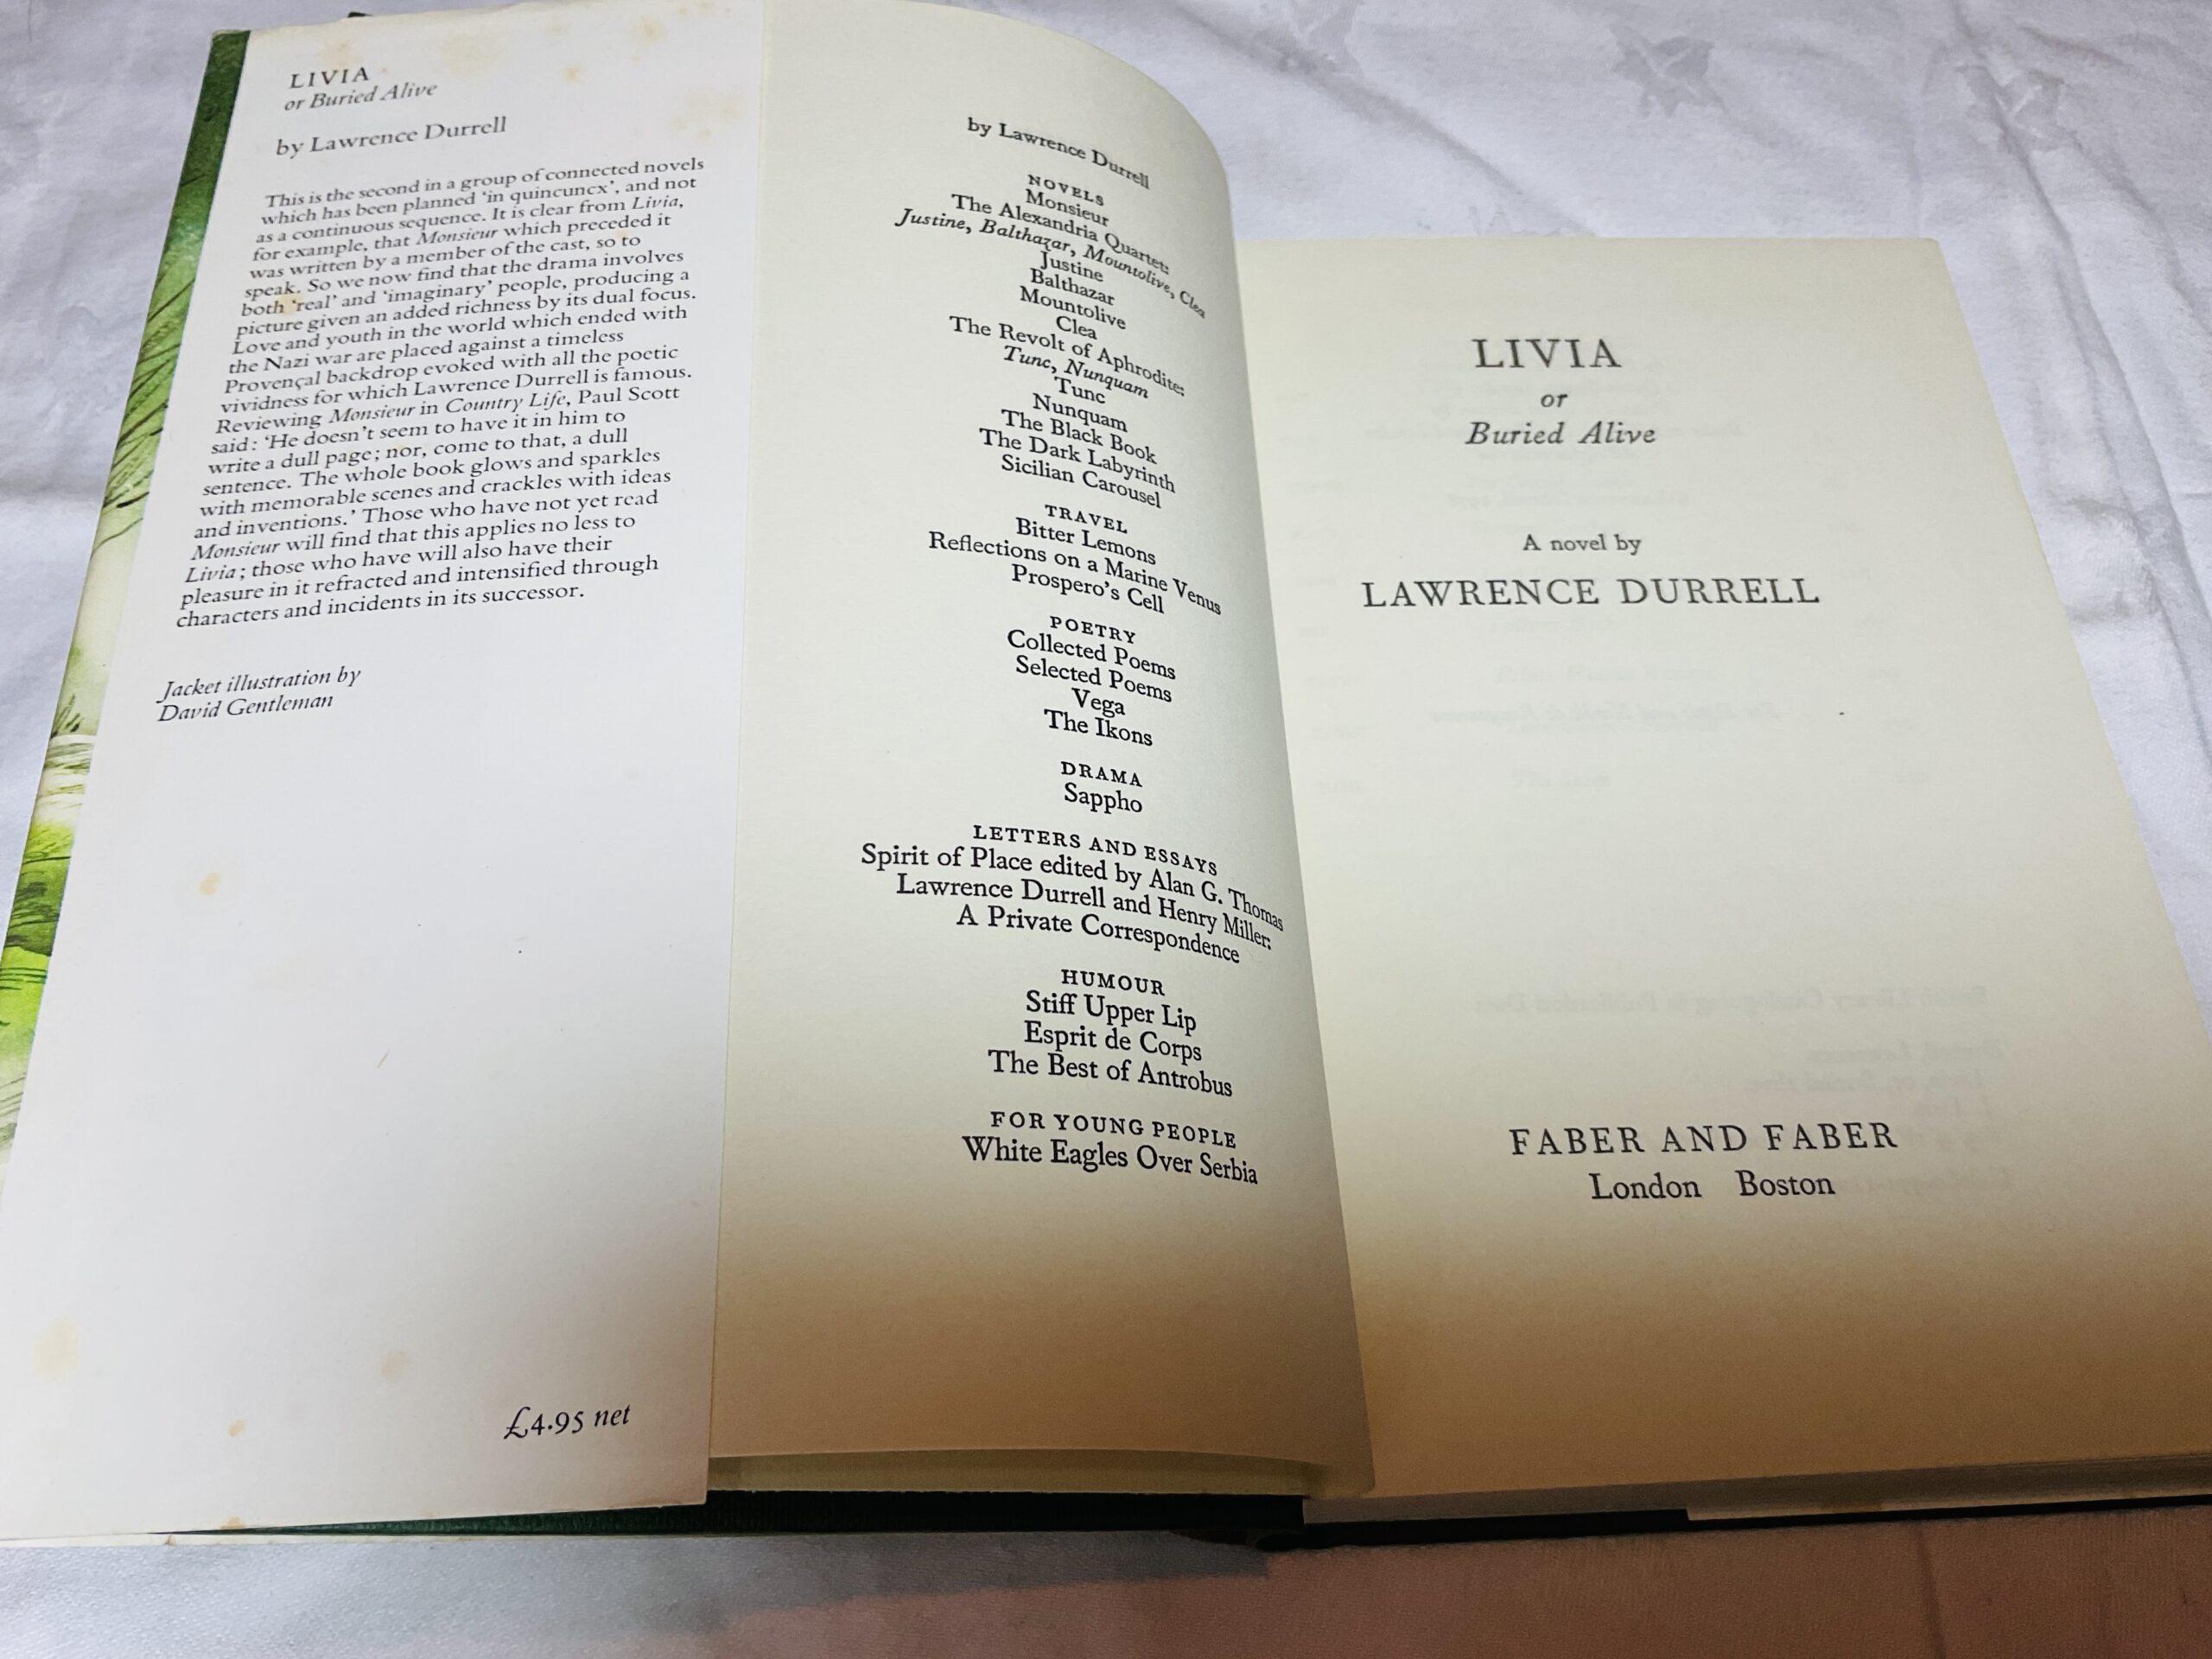 LIVIA
or Buried Alive
by Lawrence Durrell
This is the second in a group of connected novels
which has been planned ‘in quincuncx’, and not
as a continuous sequence. It is clear from Livia,
for example, that Monsieur which preceded it
was written by a member of the cast, so to
speak. So we now find that the drama involves
both ‘real’ and ‘imaginary’ people, producing a
picture given an added richness by its dual focus.
Love and youth in the world which ended with
the Nazi war are placed against a timeless
Provençal backdrop evoked with all the poetic
vividness for which Lawrence Durrell is famous.
Reviewing Monsieur in Country Life, Paul Scott
said: ‘He doesn’t seem to have it in him to
write a dull page; nor, come to that, a dull
sentence. The whole book glows and sparkles
with memorable scenes and crackles with ideas
and inventions.’ Those who have not yet read
Monsieur will find that this applies no less to
Livia; those who have will also have their
pleasure in it refracted and intensified through
characters and incidents in its successor.
Jacket illustration by
David Gentleman
£4.95 net
by Lawrence Durrell
NOVELS
Monsieur
The Alexandria Quartet:
Justine, Balthazar, Mountolive, Clea
Justine
Balthazar
Mountolive
Clea
The Revolt of Aphrodite:
Tunc, Nunquam
Tunc
Nunquam
The Black Book
The Dark Labyrinth
Sicilian Carousel
TRAVEL
Bitter Lemons
Reflections on a Marine Venus
Prospero’s Cell
POETRY
Collected Poems
Selected Poems
Vega
The Ikons
DRAMA
Sappho
LETTERS AND ESSAYS
Spirit of Place edited by Alan G. Thomas
Lawrence Durrell and Henry Miller:
A Private Correspondence
HUMOUR
Stiff Upper Lip
Esprit de Corps
The Best of Antrobus
FOR YOUNG PEOPLE
White Eagles Over Serbia
LIVIA
or
Buried Alive
A novel by
LAWRENCE DURRELL
FABER AND FABER
London Boston